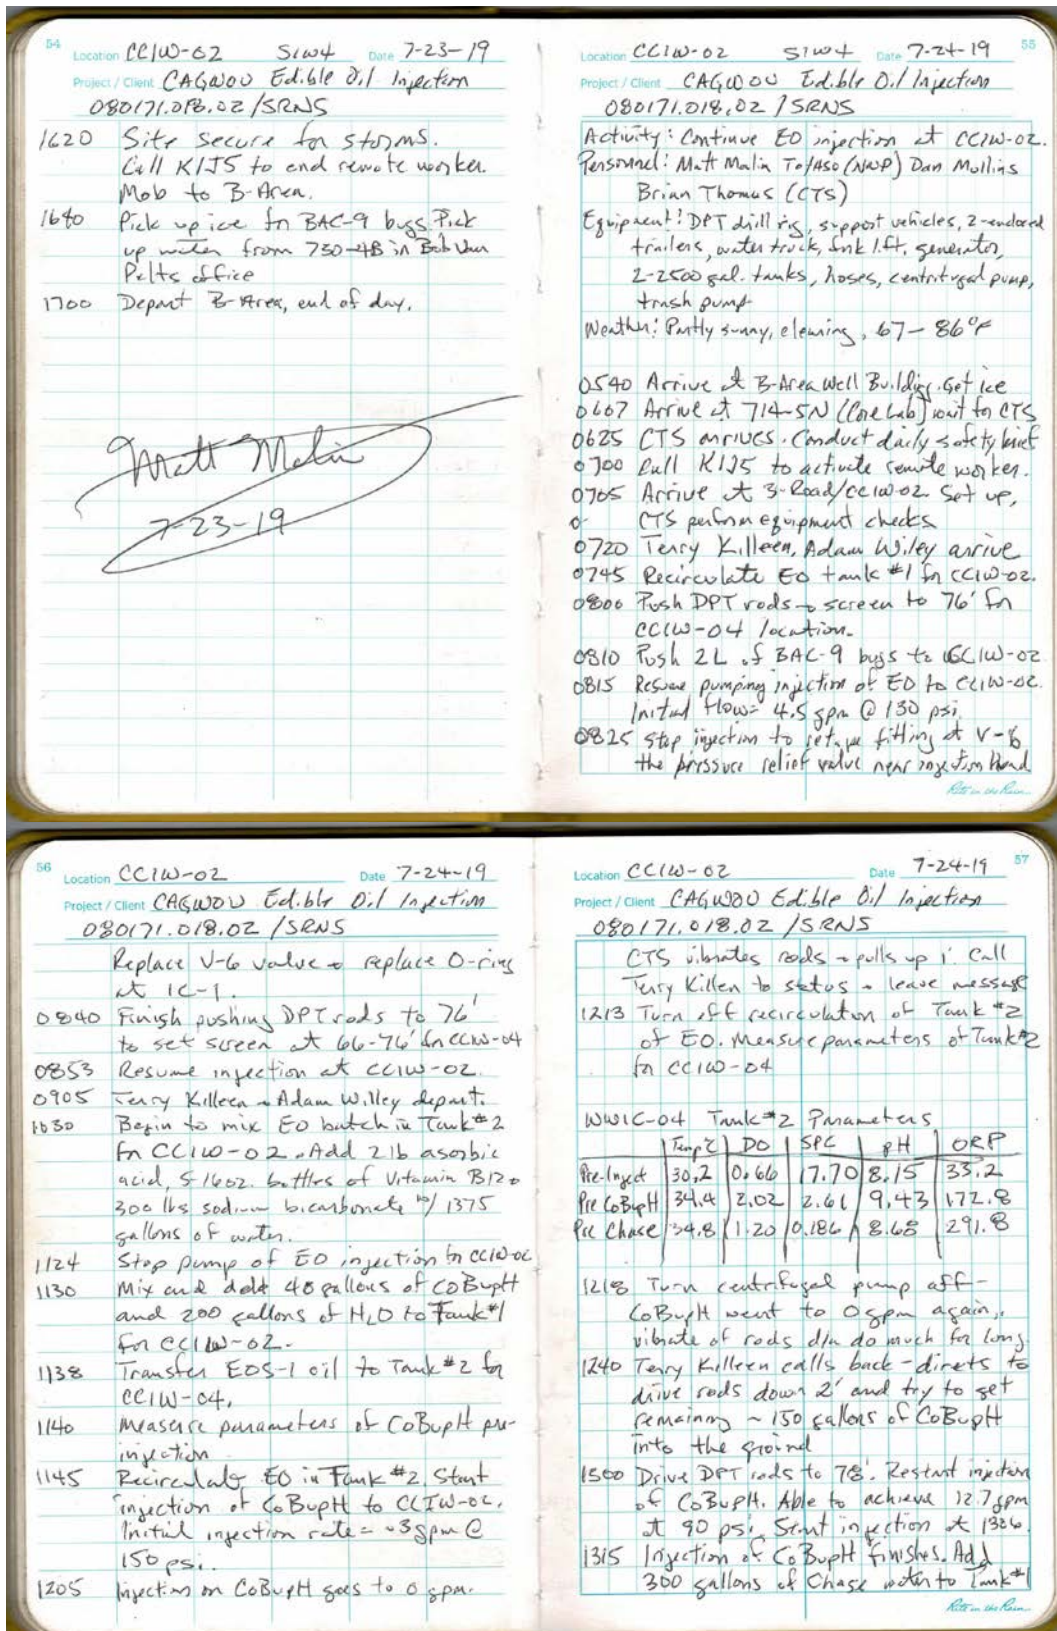 54
Location CCIW-02 SIW4 Date 7-23-19
Project / Client CAGWOU Edible Oil Injection
080171.018.02/SRNS
1620 Site secure for storms.
Call K1J5 to end remote worker.
Mob to B-Area.
1640 Pick up ice for BAC-9 bugs. Pick
up water from 730-4B in Bob Van
Pelts office
1700 Depart B-Area, end of day.
Matt Malin
7-23-19
55
Location CCIW-02 SIW4 Date 7-24-19
Project / Client CAGWOU Edible Oil Injection
080171.018.02 /SRNS
Activity: Continue EO injection at CCIW-02.
Personnel: Matt Malin To/ASO (NWP) Dan Mullins
Brian Thomas (CTS)
Equipment: DPT drill rig, support vehicles, 2-enclosed
trailers, water truck, fork lift, generator,
2-2500 gal. tanks, hoses, centrifugal pump,
trash pump
Weather: Partly sunny, clearing, 67-86°F
0540 Arrive at B-Area Well Building. Get ice
0607 Arrive at 714-5N (Core Lab) wait for CTS
0625 CTS arrives. Conduct daily safety brief
0700 Call K1J5 to activate remote worker.
0705 Arrive at 3-Road/CCIW-02. Set up,
CTS perform equipment checks
0720 Terry Killeen, Adam Wiley arrive
0745 Recirculate EO tank #1 for CCIW-02.
0800 Push DPT rods + screen to 76' for
CCIW-04 location.
0810 Push 2L of BAC-9 bugs to CCIW-02
0815 Resume pumping injection of EO to CCIW-02.
Initial flow= 4.5 gpm @ 130 psi.
0825 Stop injection to retape fitting at V-6
the pressure relief valve near injection head
Rite in the Rain
56
Location CCIW-02 Date 7-24-19
Project / Client CAGWOU Edible Oil Injection
080171.018.02 /SRNS
Replace V-6 valve + replace O-ring
at IC-1.
0840 Finish pushing DPT rods to 76'
to set screen at 66-76' for CCIW-04
0853 Resume injection at CCIW-02.
0905 Terry Killeen + Adam Willey depart.
1030 Begin to mix EO batch in Tank #2
for CCIW-02. Add 2 lb asorbic
acid, 5-16oz. bottles of Vitamin B12 +
300 lbs sodium bicarbonate w/ 1375
gallons of water.
1124 Stop pump of EO injection to CCIW-02
1130 Mix and add 48 gallons of CoBupH
and 200 gallons of H2O to Tank #1
for CCIW-02.
1138 Transfer EOS-1 oil to Tank #2 for
CCIW-04.
1140 Measure parameters of CoBupH pre-
injection
1145 Recirculate EO in Tank #2. Start
injection of CoBupH to CCIW-02.
Initial injection rate = ~3gpm @
150 psi.
1205 Injection on CoBupH goes to 0 gpm.
57
Location CCIW-02 Date 7-24-19
Project / Client CAGWOU Edible Oil Injection
080171.018.02 /SRNS
CTS vibrates rods + pulls up 1'. Call
Terry Killen to status + leave message
1213 Turn off recirculation of Tank #2
of EO. Measure parameters of Tank #2
for CCIW-04
WWIC-04 Tank #2 Parameters
Temp°C DO SPC pH ORP
Pre-Inject 30.2 0.66 17.70 8.15 33.2
Pre CoBupH 34.4 2.02 2.61 9.43 172.8
Pre Chase 34.8 1.20 0.186 8.68 291.8
1218 Turn centrifugal pump off -
CoBupH went to 0gpm again,
vibrate of rods didn do much for long.
1240 Terry Killeen calls back - directs to
drive rods down 2' and try to get
remaining ~150 gallons of CoBupH
into the ground
1300 Drive DPT rods to 78'. Restart injection
of CoBupH. Able to achieve 12.7gpm
at 90 psi. Start injection at 1306.
1315 Injection of CoBupH finishes. Add
300 gallons of Chase water to Tank #1
Rite in the Rain